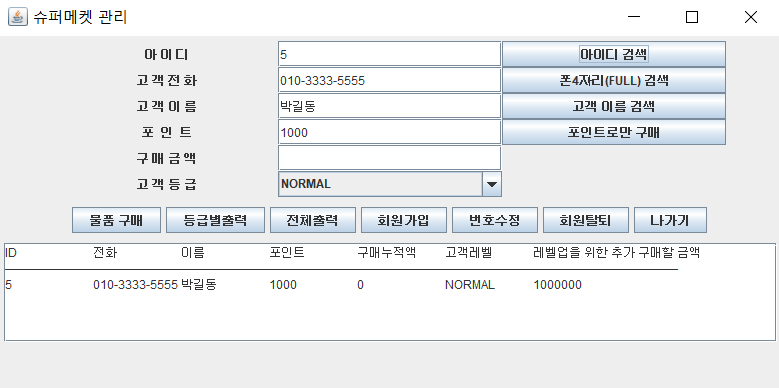 슈퍼메켓 관리
아 이 디 5 아이디 검색
고 객 전 화 010-3333-5555 폰4자리(FULL) 검색
고 객 이 름 박길동 고객 이름 검색
포 인 트 1000 포인트로만 구매
구 매 금 액
고 객 등 급 NORMAL
물품 구매 등급별출력 전체출력 회원가입 번호수정 회원탈퇴 나가기
ID 전화 이름 포인트 구매누적액 고객레벨 레벨업을 위한 추가 구매할 금액
5 010-3333-5555 박길동 1000 0 NORMAL 1000000